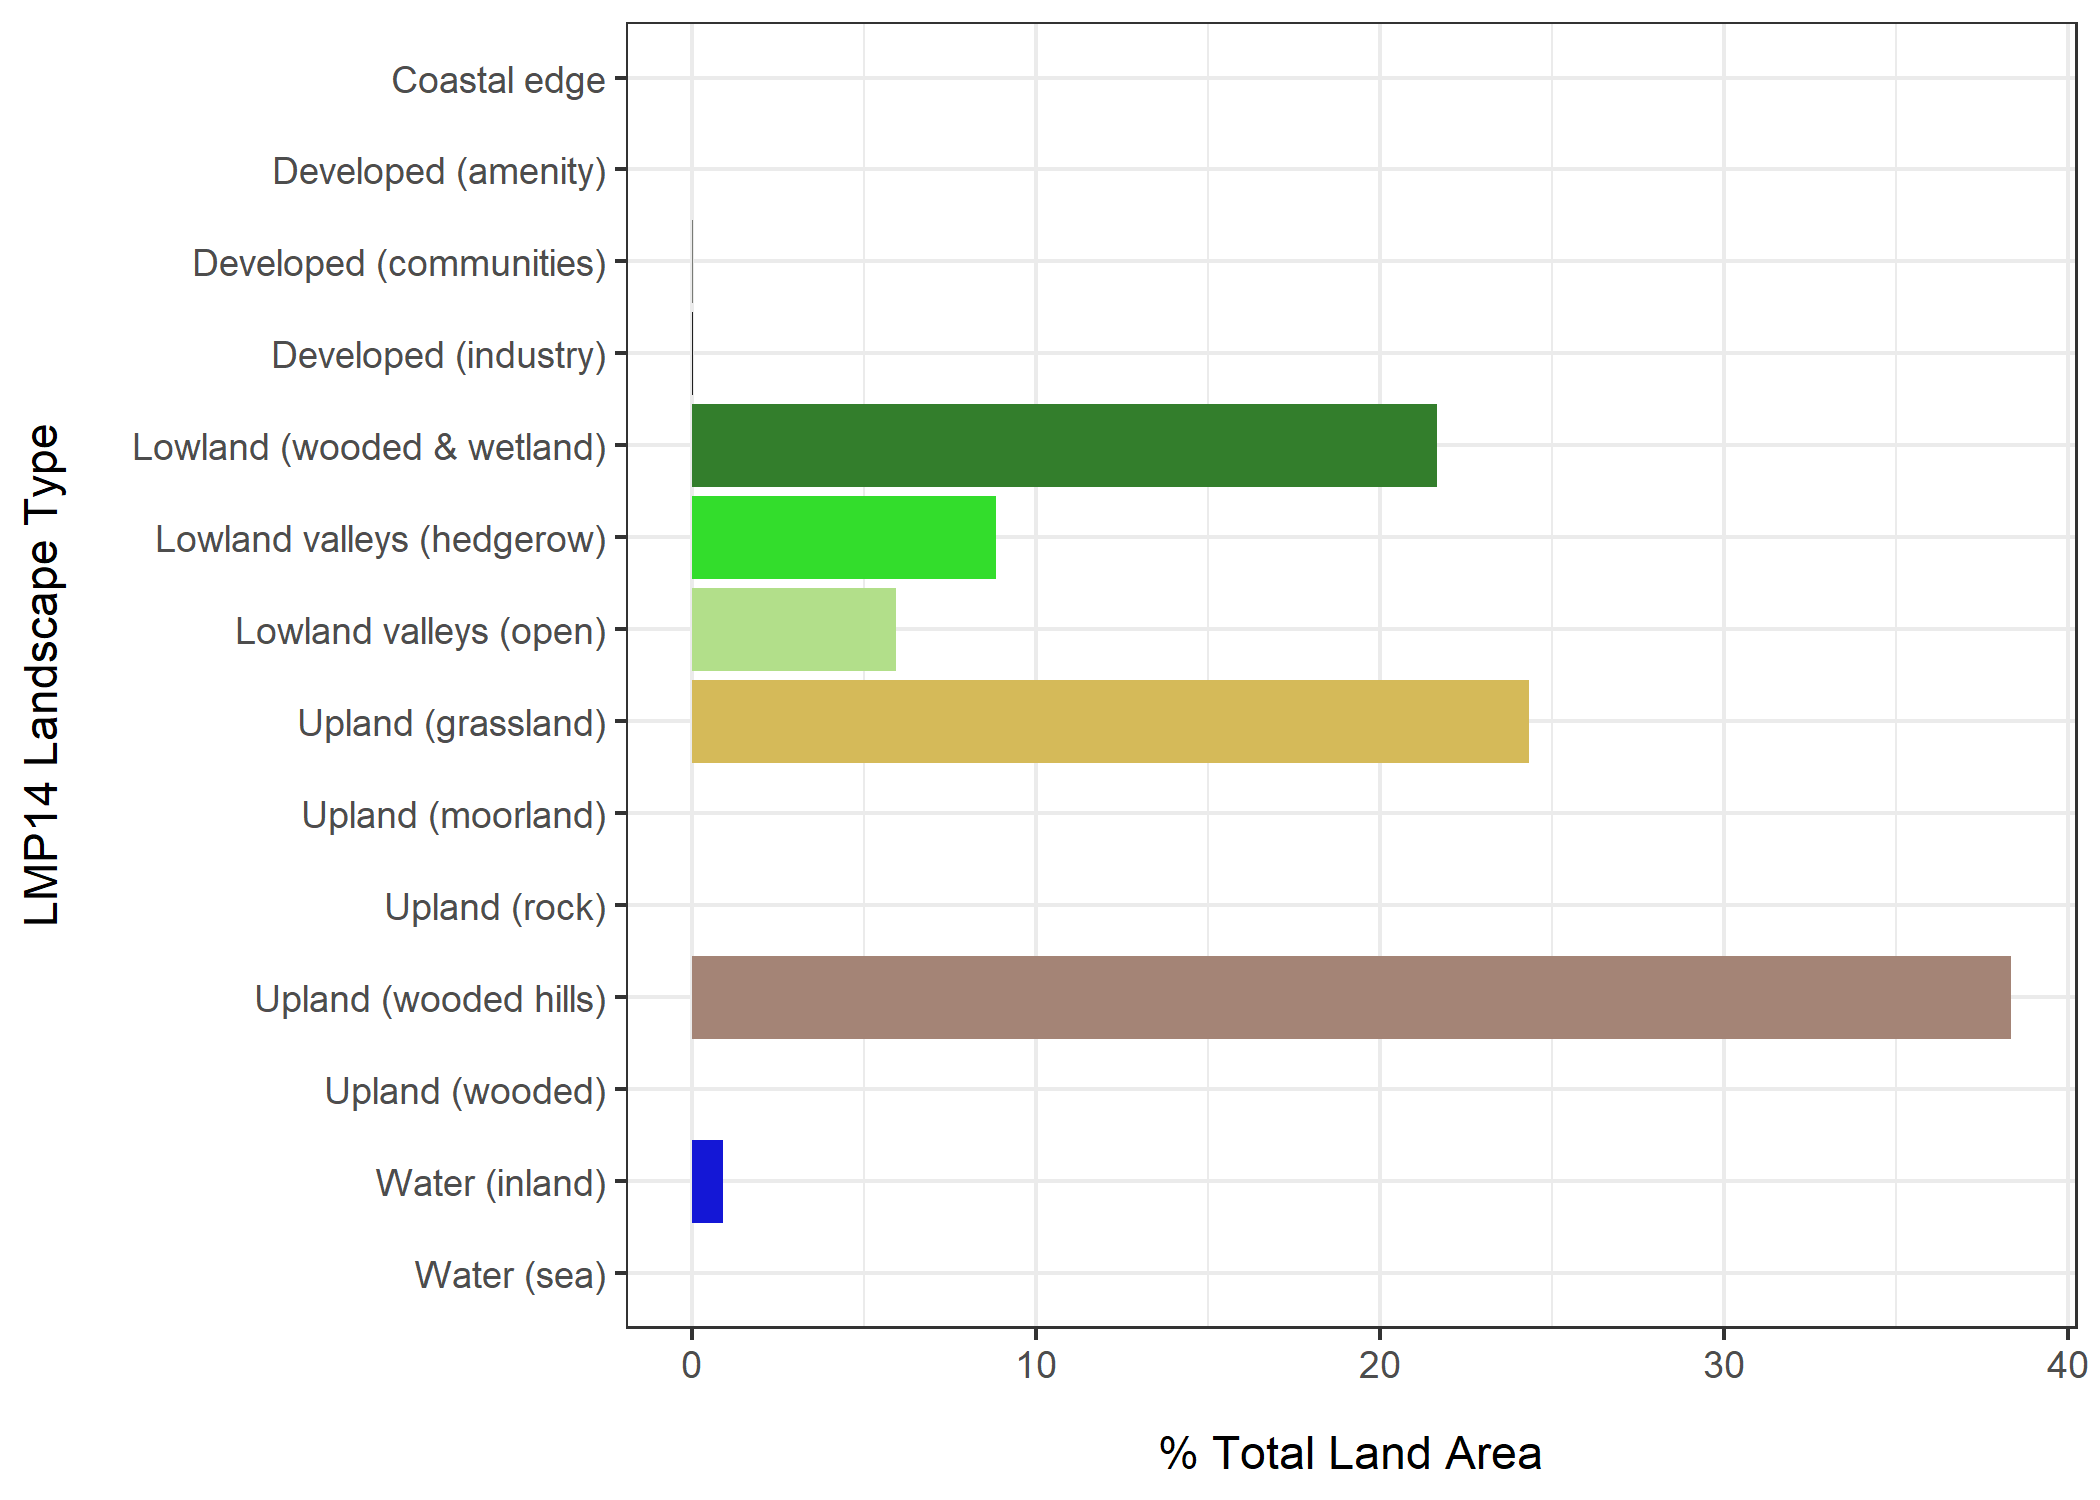 LMP14 Landscape Type
Coastal edge
Developed (amenity)
Developed (communities)
Developed (industry)
Lowland (wooded & wetland)
Lowland valleys (hedgerow)
Lowland valleys (open)
Upland (grassland)
Upland (moorland)
Upland (rock)
Upland (wooded hills)
Upland (wooded)
Water (inland)
Water (sea)
0 10 20 30 40
% Total Land Area